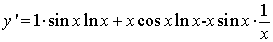 y' = 1·sin x ln x + x cos x ln x - x sin x · 1/x